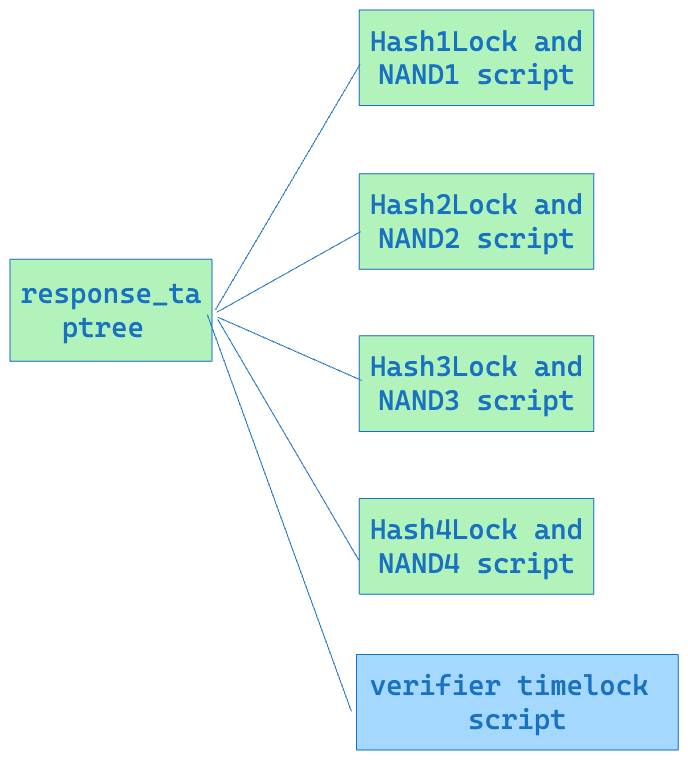 Hash1Lock and
NAND1 script
Hash2Lock and
NAND2 script
response_ta
ptree
Hash3Lock and
NAND3 script
Hash4Lock and
NAND4 script
verifier timelock
script